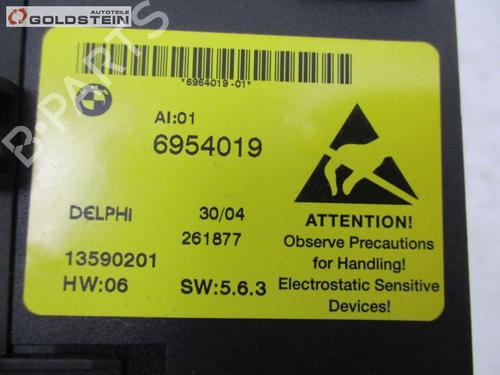 AUTOTEILE
GOLDSTEIN
B-PARTS
*6954019-01*
AI:01
6954019
DELPHI 30/04
261877
13590201
HW:06 SW:5.6.3
ATTENTION!
Observe Precautions
for Handling!
Electrostatic Sensitive
Devices!